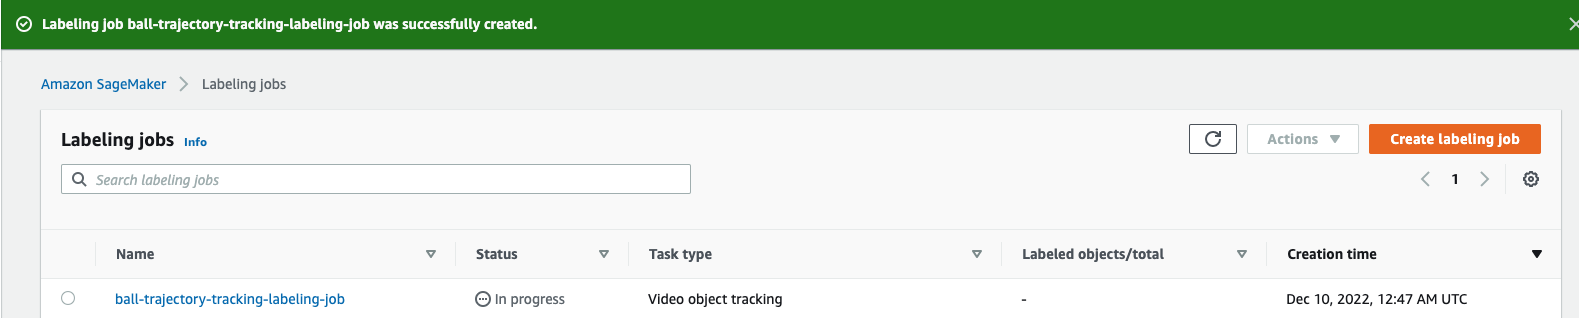 Labeling job ball-trajectory-tracking-labeling-job was successfully created.
Amazon SageMaker Labeling jobs
Labeling jobs Info
Actions Create labeling job
Search labeling jobs
1
Name Status Task type Labeled objects/total Creation time
ball-trajectory-tracking-labeling-job In progress Video object tracking - Dec 10, 2022, 12:47 AM UTC